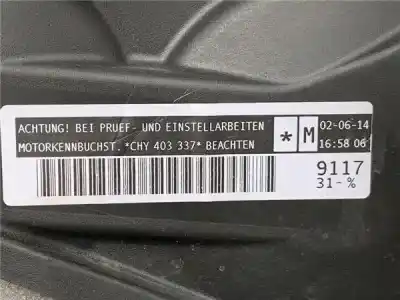 ACHTUNG! BEI PRUEF- UND EINSTELLARBEITEN
MOTORKENNBUCHST. *CHY 403 337* BEACHTEN
* M
02-06-14
16:58 06
9117
31-%